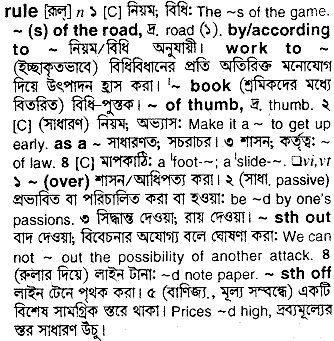 rule [রূল্] n ১ [C] নিয়ম; বিধি: The ~s of the game.
~ (s) of the road, দ্র. road (১). by/according
to ~ নিয়ম/বিধি অনুযায়ী। work to ~
(ইচ্ছাকৃতভাবে) বিধিবিধানের প্রতি অতিরিক্ত মনোযোগ
দিয়ে উৎপাদন হ্রাস করা। '~ book (শ্রমিকদের মধ্যে
বিতরিত) বিধি-পুস্তক। ~ of thumb, দ্র. thumb. ২
[C] (সাধারণ) নিয়ম; অভ্যাস: Make it a ~ to get up
early. as a ~ সাধারণত; সচরাচর। ৩ শাসন; কর্তৃত্ব: ~
of law. ৪ [C] মাপকাঠি: a 'foot-~; a 'slide-~. □vi,vt
১ ~ (over) শাসন/আধিপত্য করা। ২ (সাধা, passive)
প্রভাবিত বা পরিচালিত করা বা হওয়া: be ~d by one's
passions. ৩ সিদ্ধান্ত দেওয়া; রায় দেওয়া। ~ sth out
বাদ দেওয়া; বিবেচনার অযোগ্য বলে ঘোষণা করা: We can
not ~ out the possibility of another attack. ৪
(রুলার দিয়ে) লাইন টানা: ~d note paper. ~ sth off
লাইন টেনে পৃথক করা। ৫ (বাণিজ্য., মূল্য সম্বন্ধে) একটি
বিশেষ সামগ্রিক স্তরে থাকা। Prices ~d high, দ্রব্যমূল্যের
স্তর সাধারণ উঁচু।